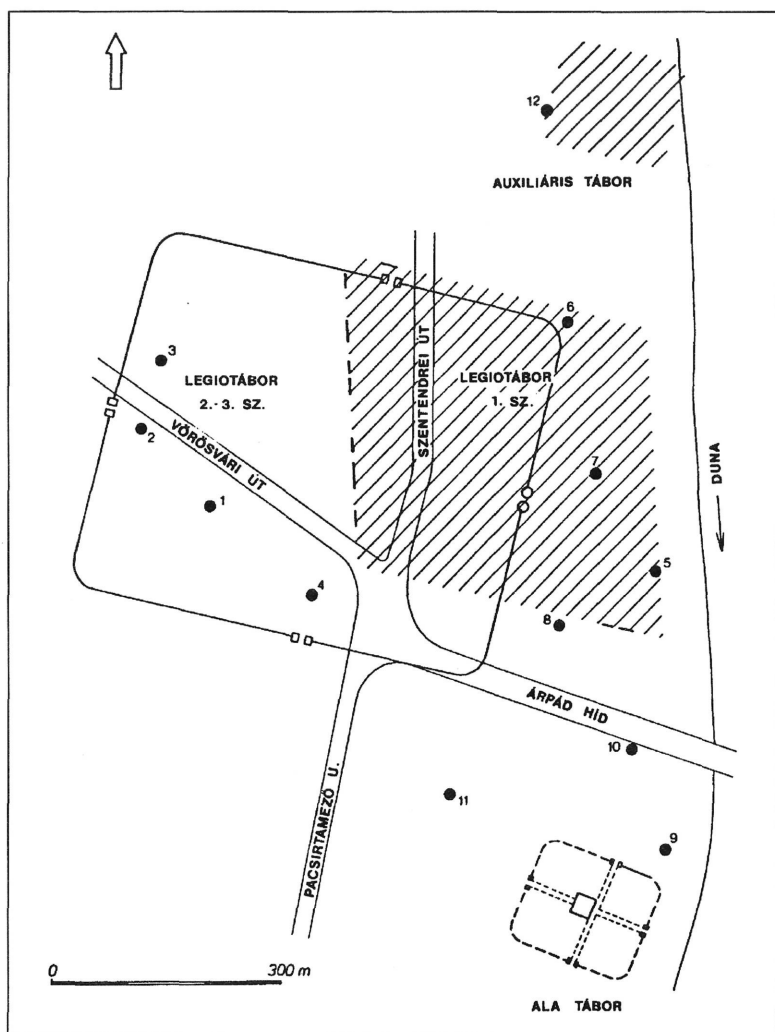 12
AUXILIÁRIS TÁBOR
6
3
LEGIOTÁBOR
2.-3. SZ.
SZENTENDREI ÚT
LEGIOTÁBOR
1. SZ.
2
VÖRÖSVÁRI ÚT
7
DUNA
1
5
4
8
ÁRPÁD HÍD
10
PACSIRTAMEZŐ U.
11
9
0
300 m
ALA TÁBOR